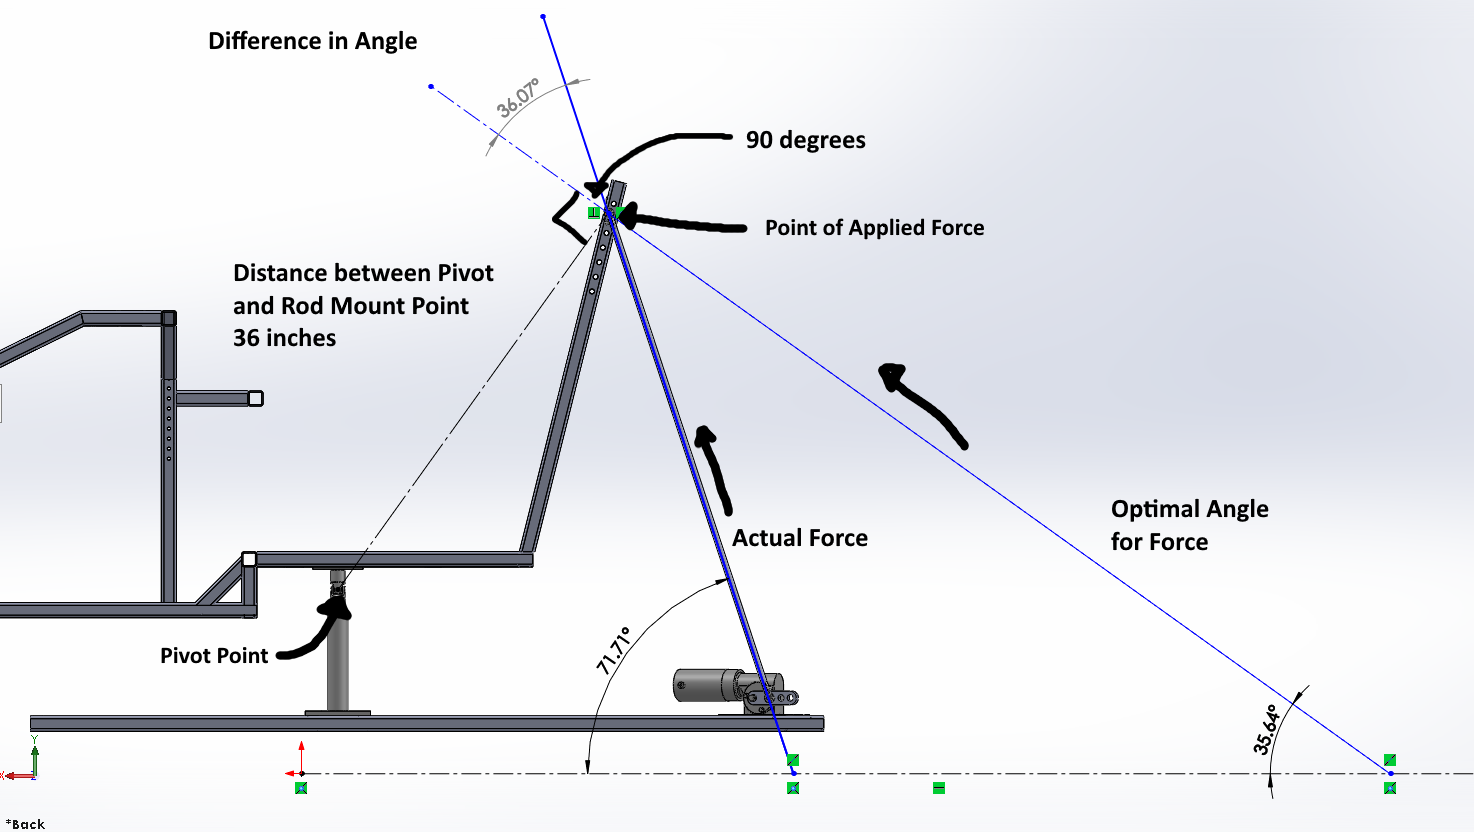 Difference in Angle
36.07°
90 degrees
Point of Applied Force
Distance between Pivot
and Rod Mount Point
36 inches
Optimal Angle
for Force
Actual Force
71.71°
Pivot Point
35.64°
Y
X
*Back